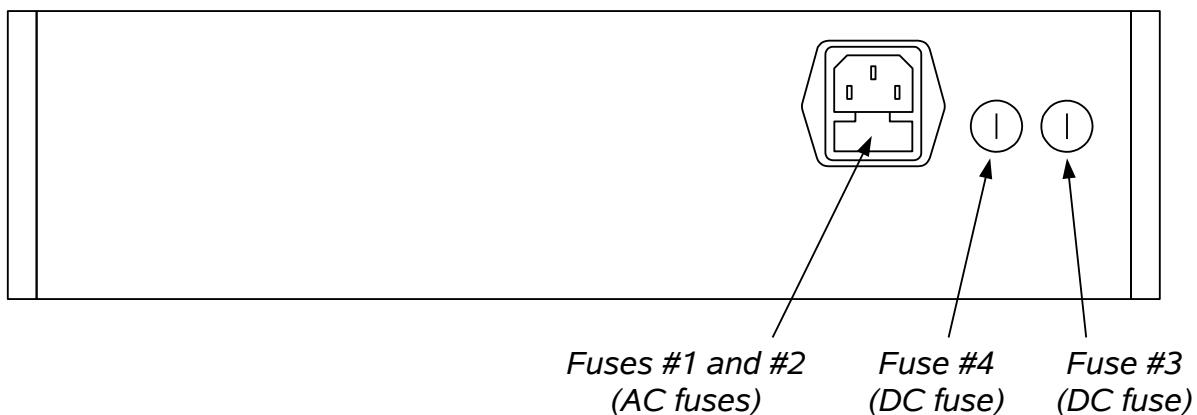 Fuses #1 and #2
(AC fuses)
Fuse #4
(DC fuse)
Fuse #3
(DC fuse)